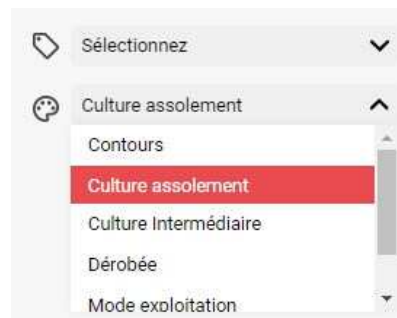 Sélectionnez
Culture assolement
Contours
Culture assolement
Culture Intermédiaire
Dérobée
Mode exploitation